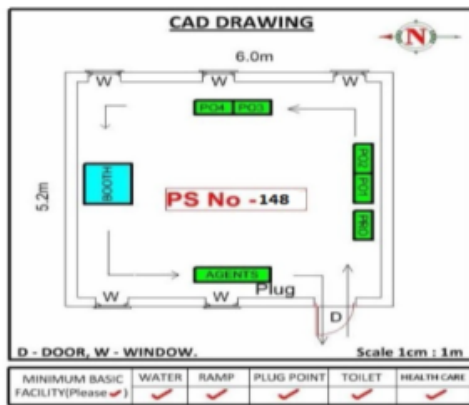 CAD DRAWING
N
6.0m
W W W
PO4 PO3
5.2m
BOOTH
PO2
PO1
PRO
PS No -148
AGENTS
Plug
W W
D
D - DOOR, W - WINDOW. Scale 1cm : 1m
MINIMUM BASIC FACILITY(Please ✔) WATER RAMP PLUG POINT TOILET HEALTH CARE
✔ ✔ ✔ ✔ ✔